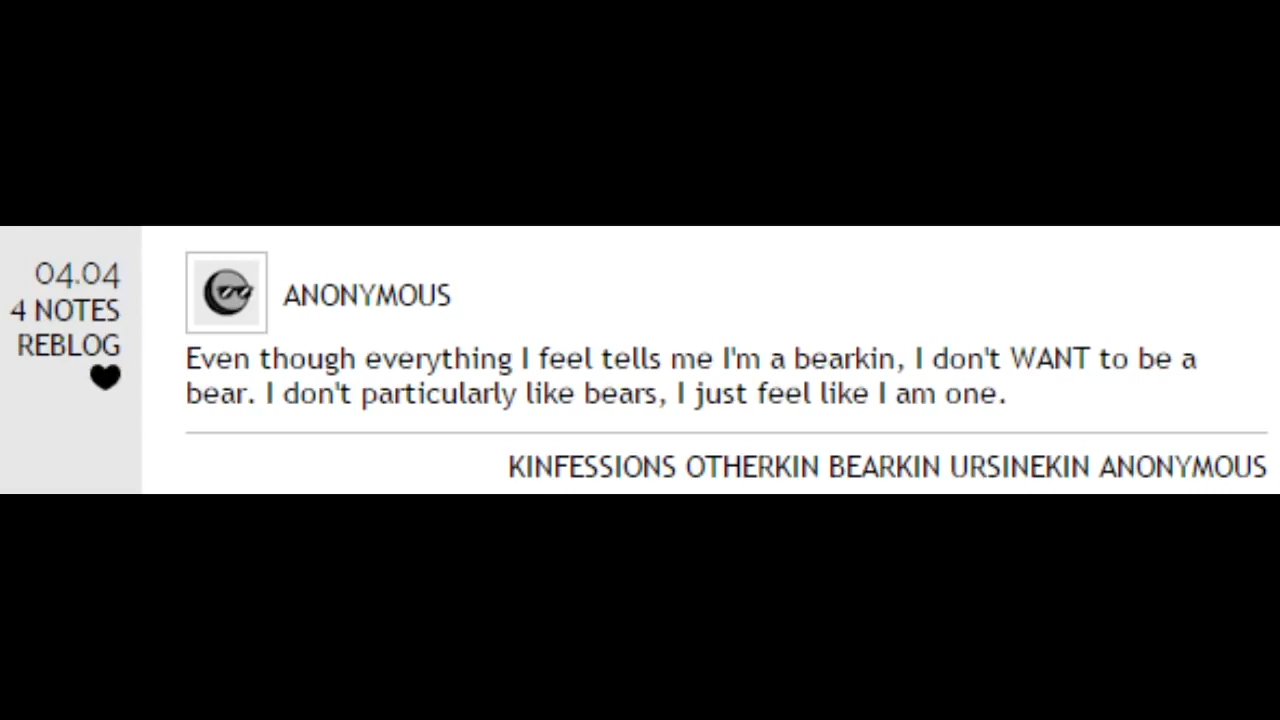 04.04
4 NOTES
REBLOG
ANONYMOUS
Even though everything I feel tells me I'm a bearkin, I don't WANT to be a
bear. I don't particularly like bears, I just feel like I am one.
KINFESSIONS OTHERKIN BEARKIN URSINEKIN ANONYMOUS